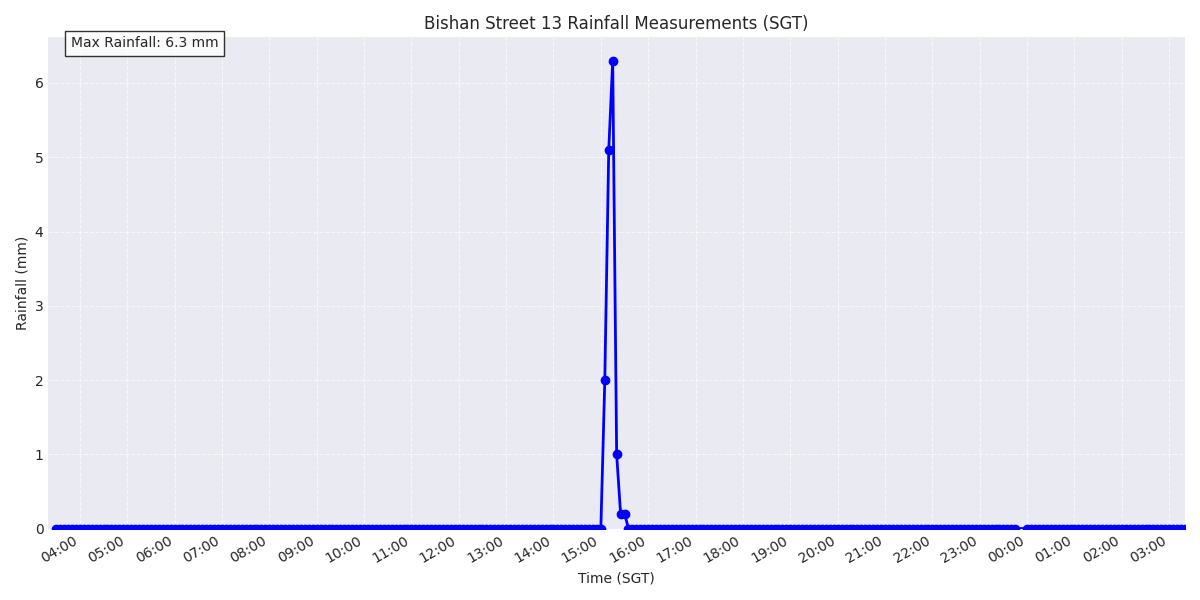 Bishan Street 13 Rainfall Measurements (SGT)
Max Rainfall: 6.3 mm
Rainfall (mm)
6
5
4
3
2
1
0
04:00 05:00 06:00 07:00 08:00 09:00 10:00 11:00 12:00 13:00 14:00 15:00 16:00 17:00 18:00 19:00 20:00 21:00 22:00 23:00 00:00 01:00 02:00 03:00
Time (SGT)